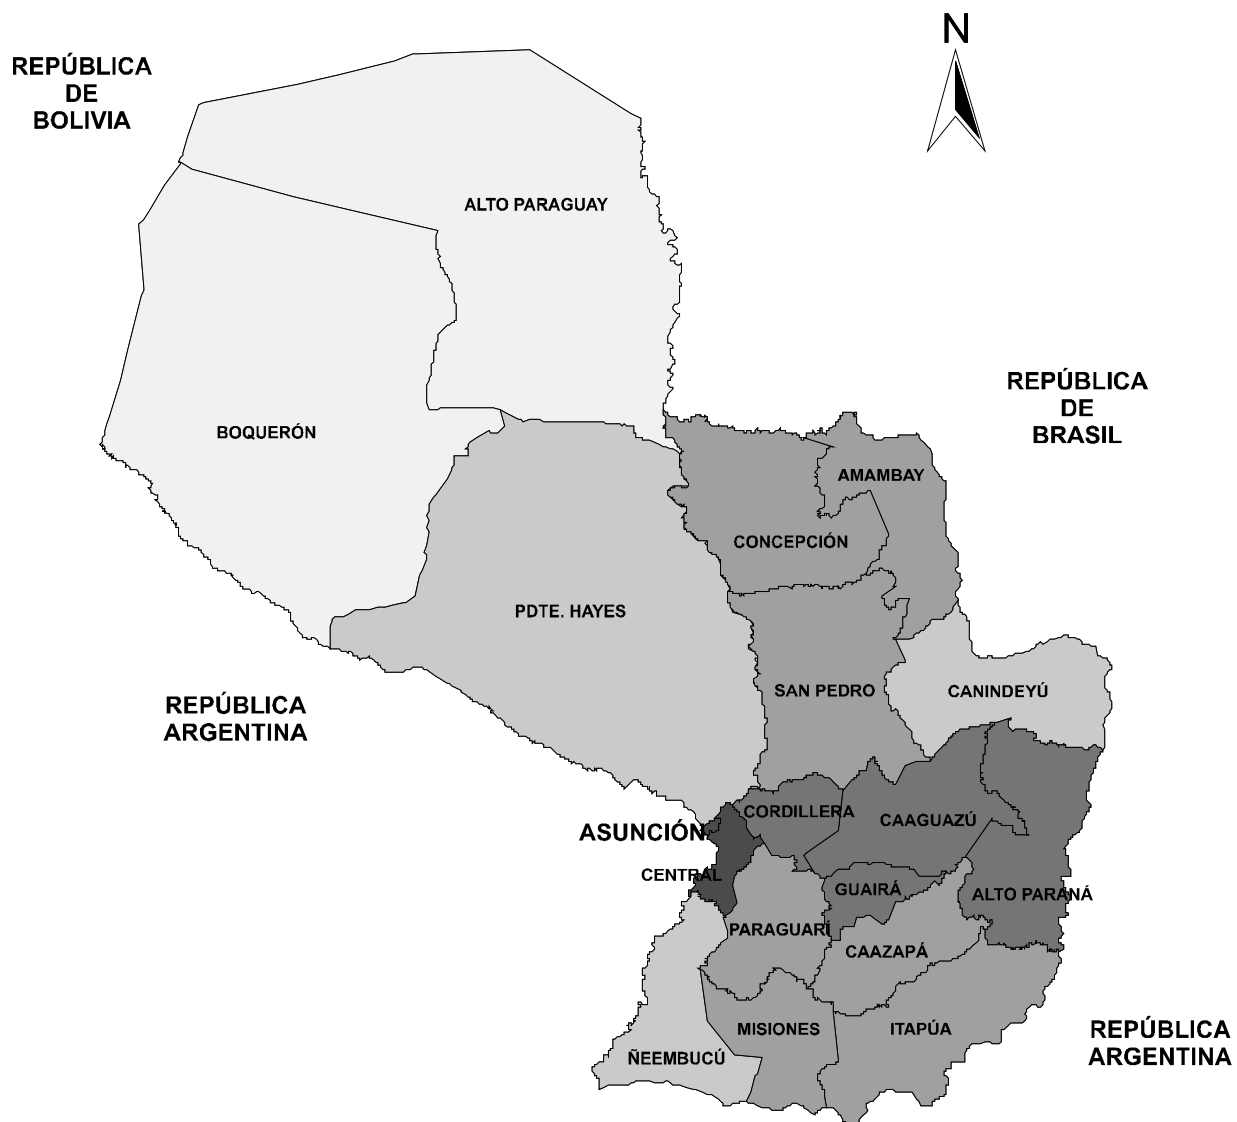 N
REPÚBLICA
DE
BOLIVIA
ALTO PARAGUAY
REPÚBLICA
DE
BRASIL
BOQUERÓN
AMAMBAY
CONCEPCIÓN
PDTE. HAYES
SAN PEDRO
CANINDEYÚ
REPÚBLICA
ARGENTINA
CORDILLERA
CAAGUAZÚ
ASUNCIÓN
CENTRAL
GUAIRÁ
ALTO PARANÁ
PARAGUARÍ
CAAZAPÁ
MISIONES
ITAPÚA
REPÚBLICA
ARGENTINA
ÑEEMBUCÚ